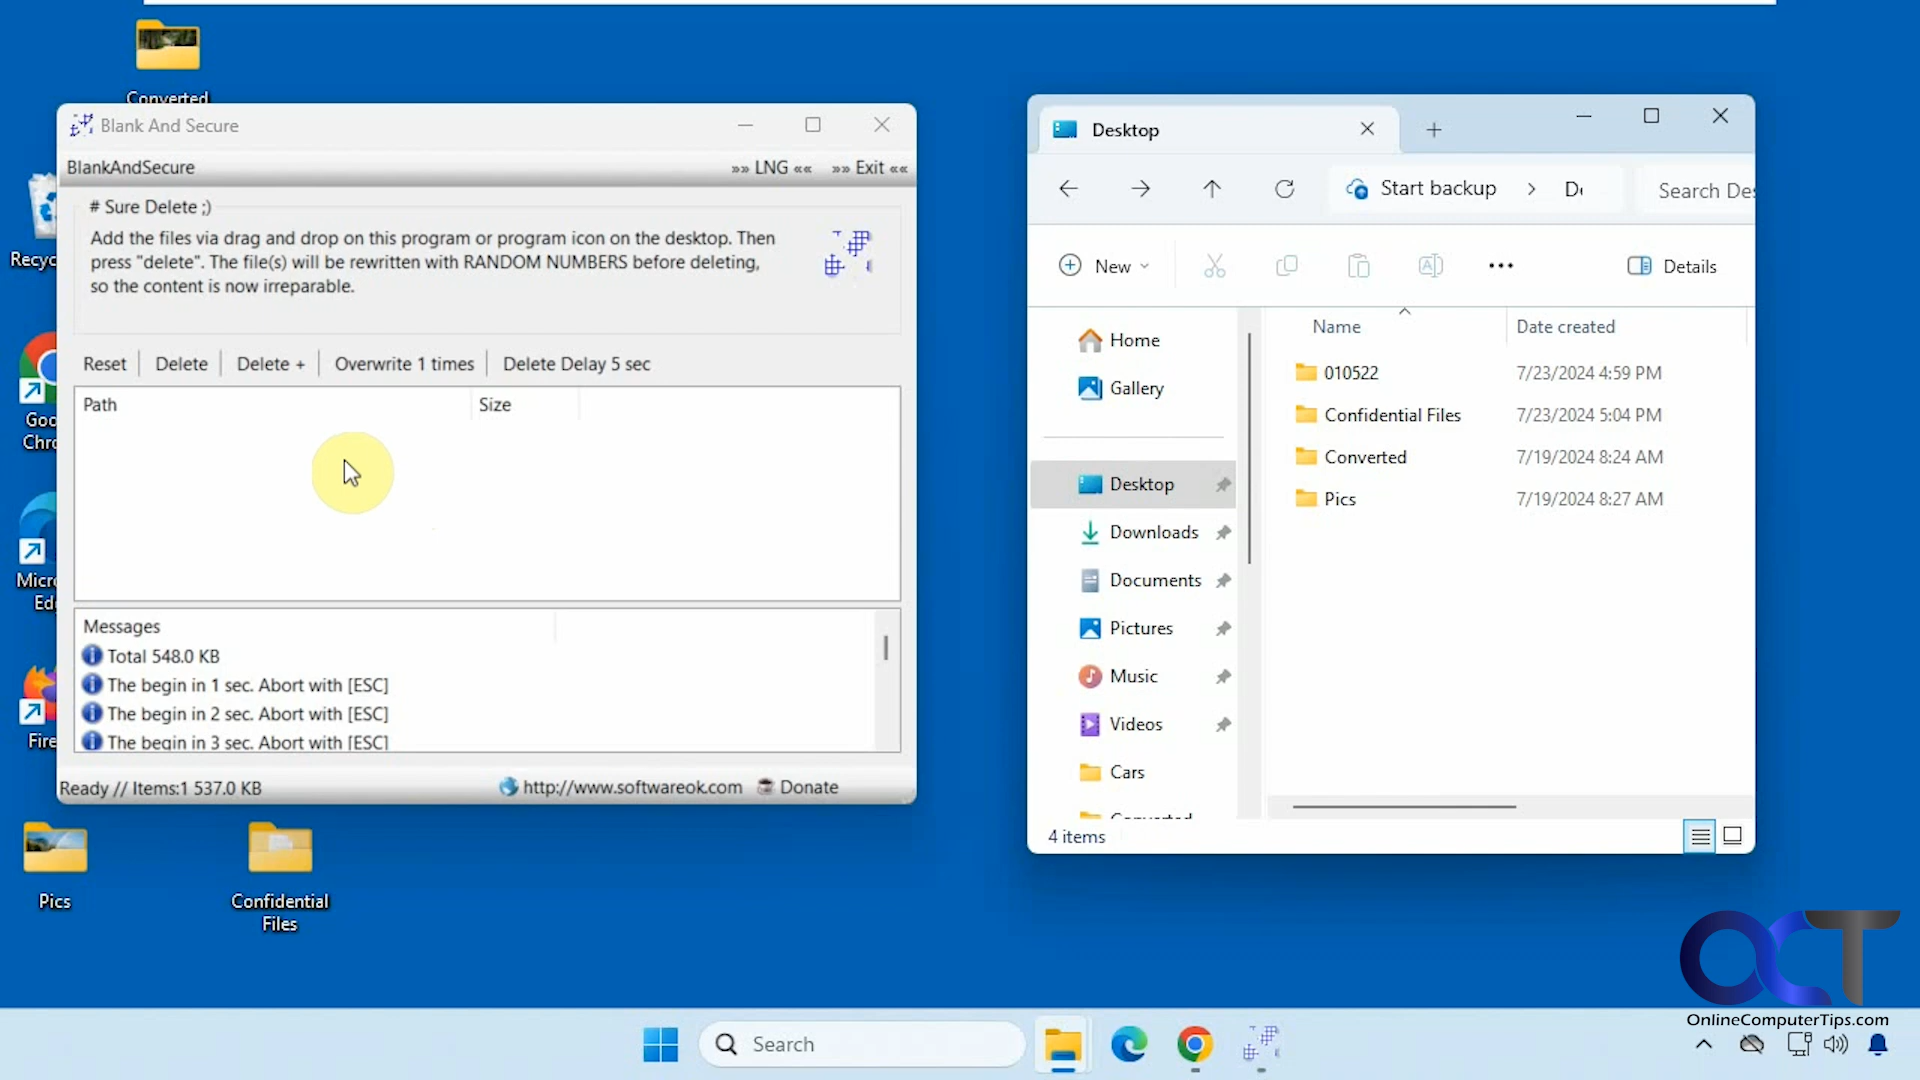 Converted
Blank And Secure
BlankAndSecure
»» LNG ««
»» Exit ««
# Sure Delete ;)
Add the files via drag and drop on this program or program icon on the desktop. Then
press "delete". The file(s) will be rewritten with RANDOM NUMBERS before deleting,
so the content is now irreparable.
Reset
Delete
Delete +
Overwrite 1 times
Delete Delay 5 sec
Path
Size
Messages
Total 548.0 KB
The begin in 1 sec. Abort with [ESC]
The begin in 2 sec. Abort with [ESC]
The begin in 3 sec. Abort with [ESC]
Ready // Items:1 537.0 KB
http://www.softwareok.com
Donate
Recyc
Goo
Chro
Micro
Ed
Fire
Pics
Confidential
Files
Desktop
Start backup
De
Search Des
New
Details
Name
Date created
Home
Gallery
Desktop
Downloads
Documents
Pictures
Music
Videos
Cars
Converted
010522
7/23/2024 4:59 PM
Confidential Files
7/23/2024 5:04 PM
Converted
7/19/2024 8:24 AM
Pics
7/19/2024 8:27 AM
4 items
OCT
OnlineComputerTips.com
Search